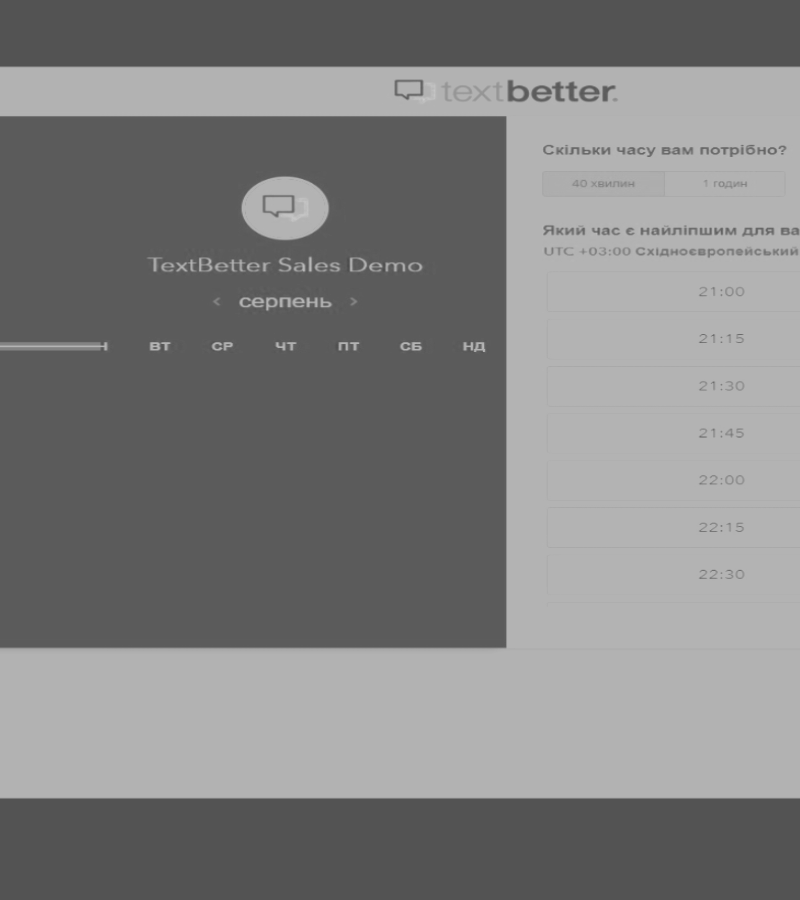 textbetter.
TextBetter Sales Demo
< серпень >
ВТ СР ЧТ ПТ СБ НД
Скільки часу вам потрібно?
40 хвилин 1 годин
Який час є найліпшим для ва
UTC +03:00 Східноєвропейський
21:00
21:15
21:30
21:45
22:00
22:15
22:30